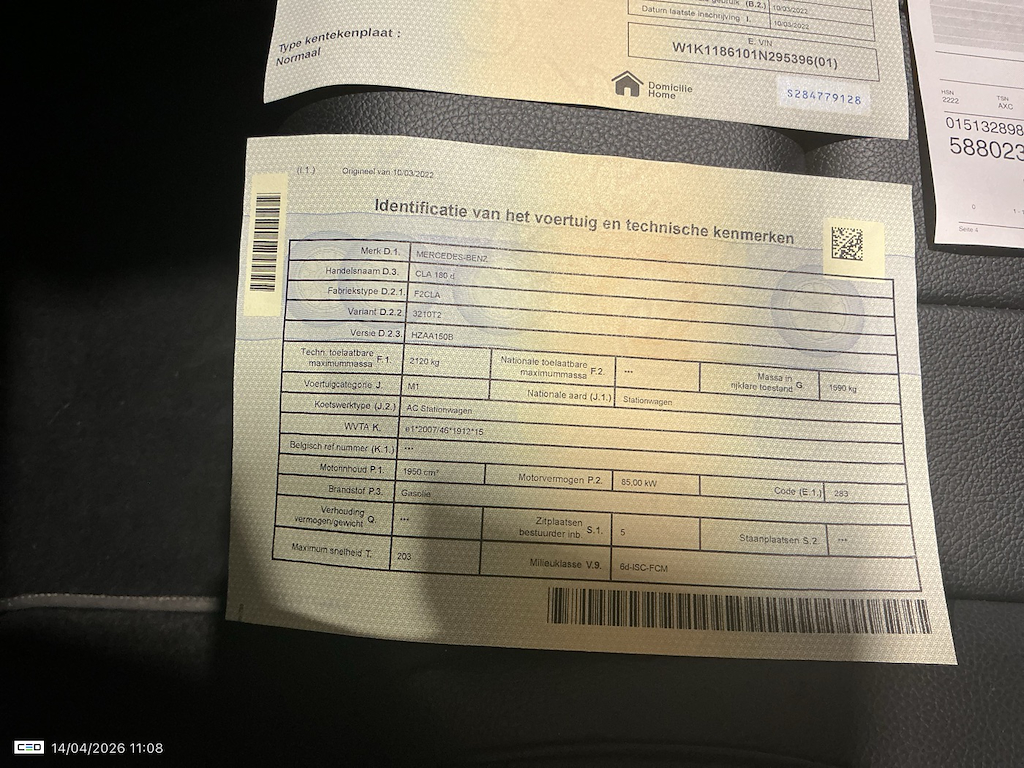 gebruik (B.2.) 10/03/2022
Datum laatste inschrijving I. 10/03/2022
Type kentekenplaat :
Normaal
E. VIN
W1K1186101N295396(01)
Domicilie
Home
S284779128
HSN TSN
2222 AXC
015132898
588023
0 1 -
Seite 4
(I.1.) Origineel van 10/03/2022
Identificatie van het voertuig en technische kenmerken
Merk D.1. MERCEDES-BENZ
Handelsnaam D.3. CLA 180 d
Fabriekstype D.2.1. F2CLA
Variant D.2.2. 3210T2
Versie D.2.3. HZAA150B
Techn. toelaatbare maximummassa F.1. 2120 kg Nationale toelaatbare maximummassa F.2. --- Massa in rijklare toestand G. 1590 kg
Voertuigcategorie J. M1 Nationale aard (J.1.) Stationwagen
Koetswerktype (J.2.) AC Stationwagen
WVTA K. e1*2007/46*1912*15
Belgisch ref nummer (K.1.) ---
Motorinhoud P.1. 1950 cm³ Motorvermogen P.2. 85,00 kW Code (E.1.) 283
Brandstof P.3. Gasolie
Verhouding vermogen/gewicht Q. --- Zitplaatsen bestuurder inb. S.1. 5 Staanplaatsen S.2. ---
Maximum snelheid T. 203 Milieuklasse V.9. 6d-ISC-FCM
14/04/2026 11:08